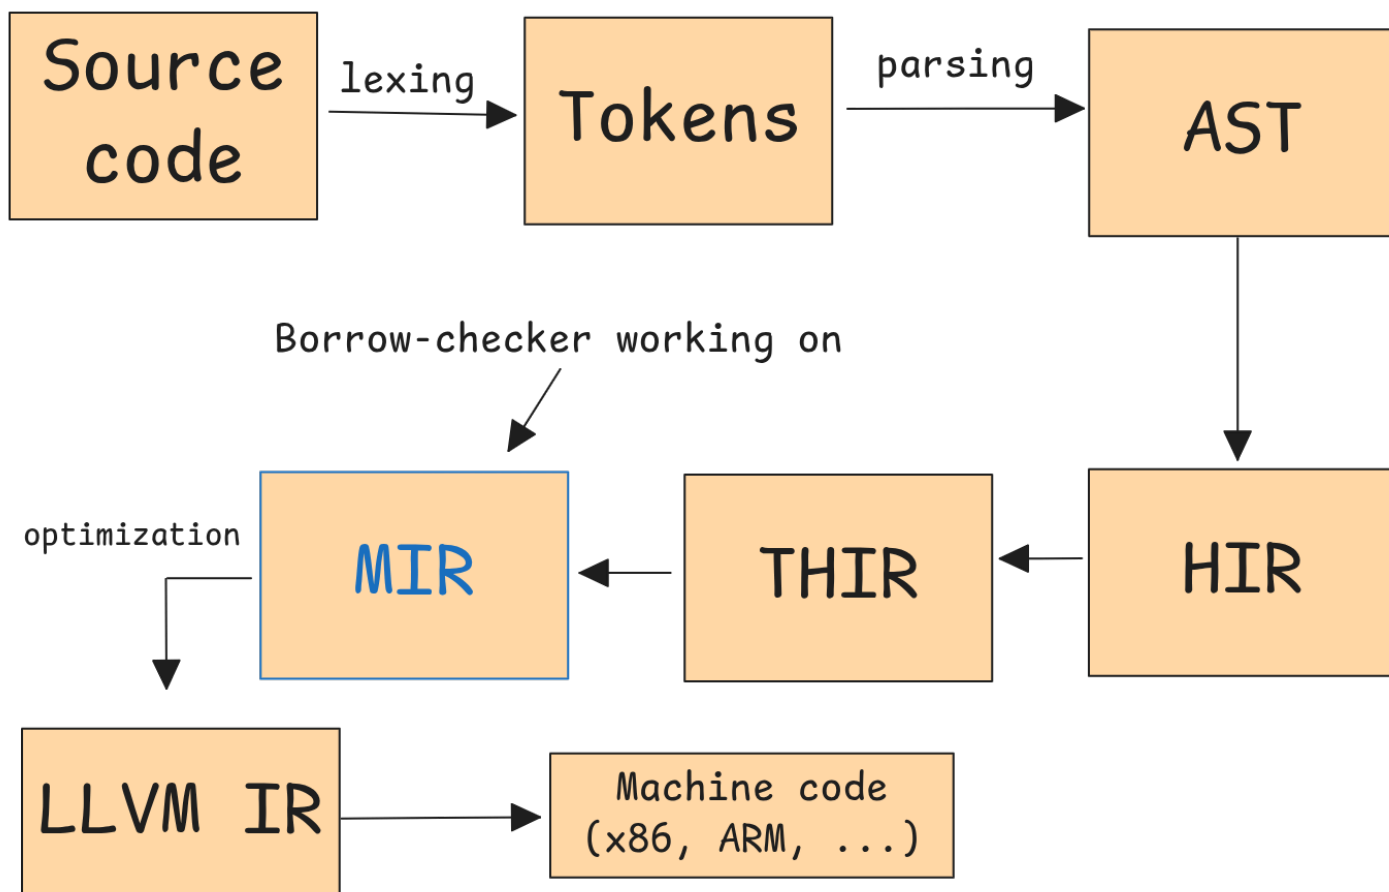 Source
code
lexing
Tokens
parsing
AST
Borrow-checker working on
optimization
MIR
THIR
HIR
LLVM IR
Machine code
(x86, ARM, ...)